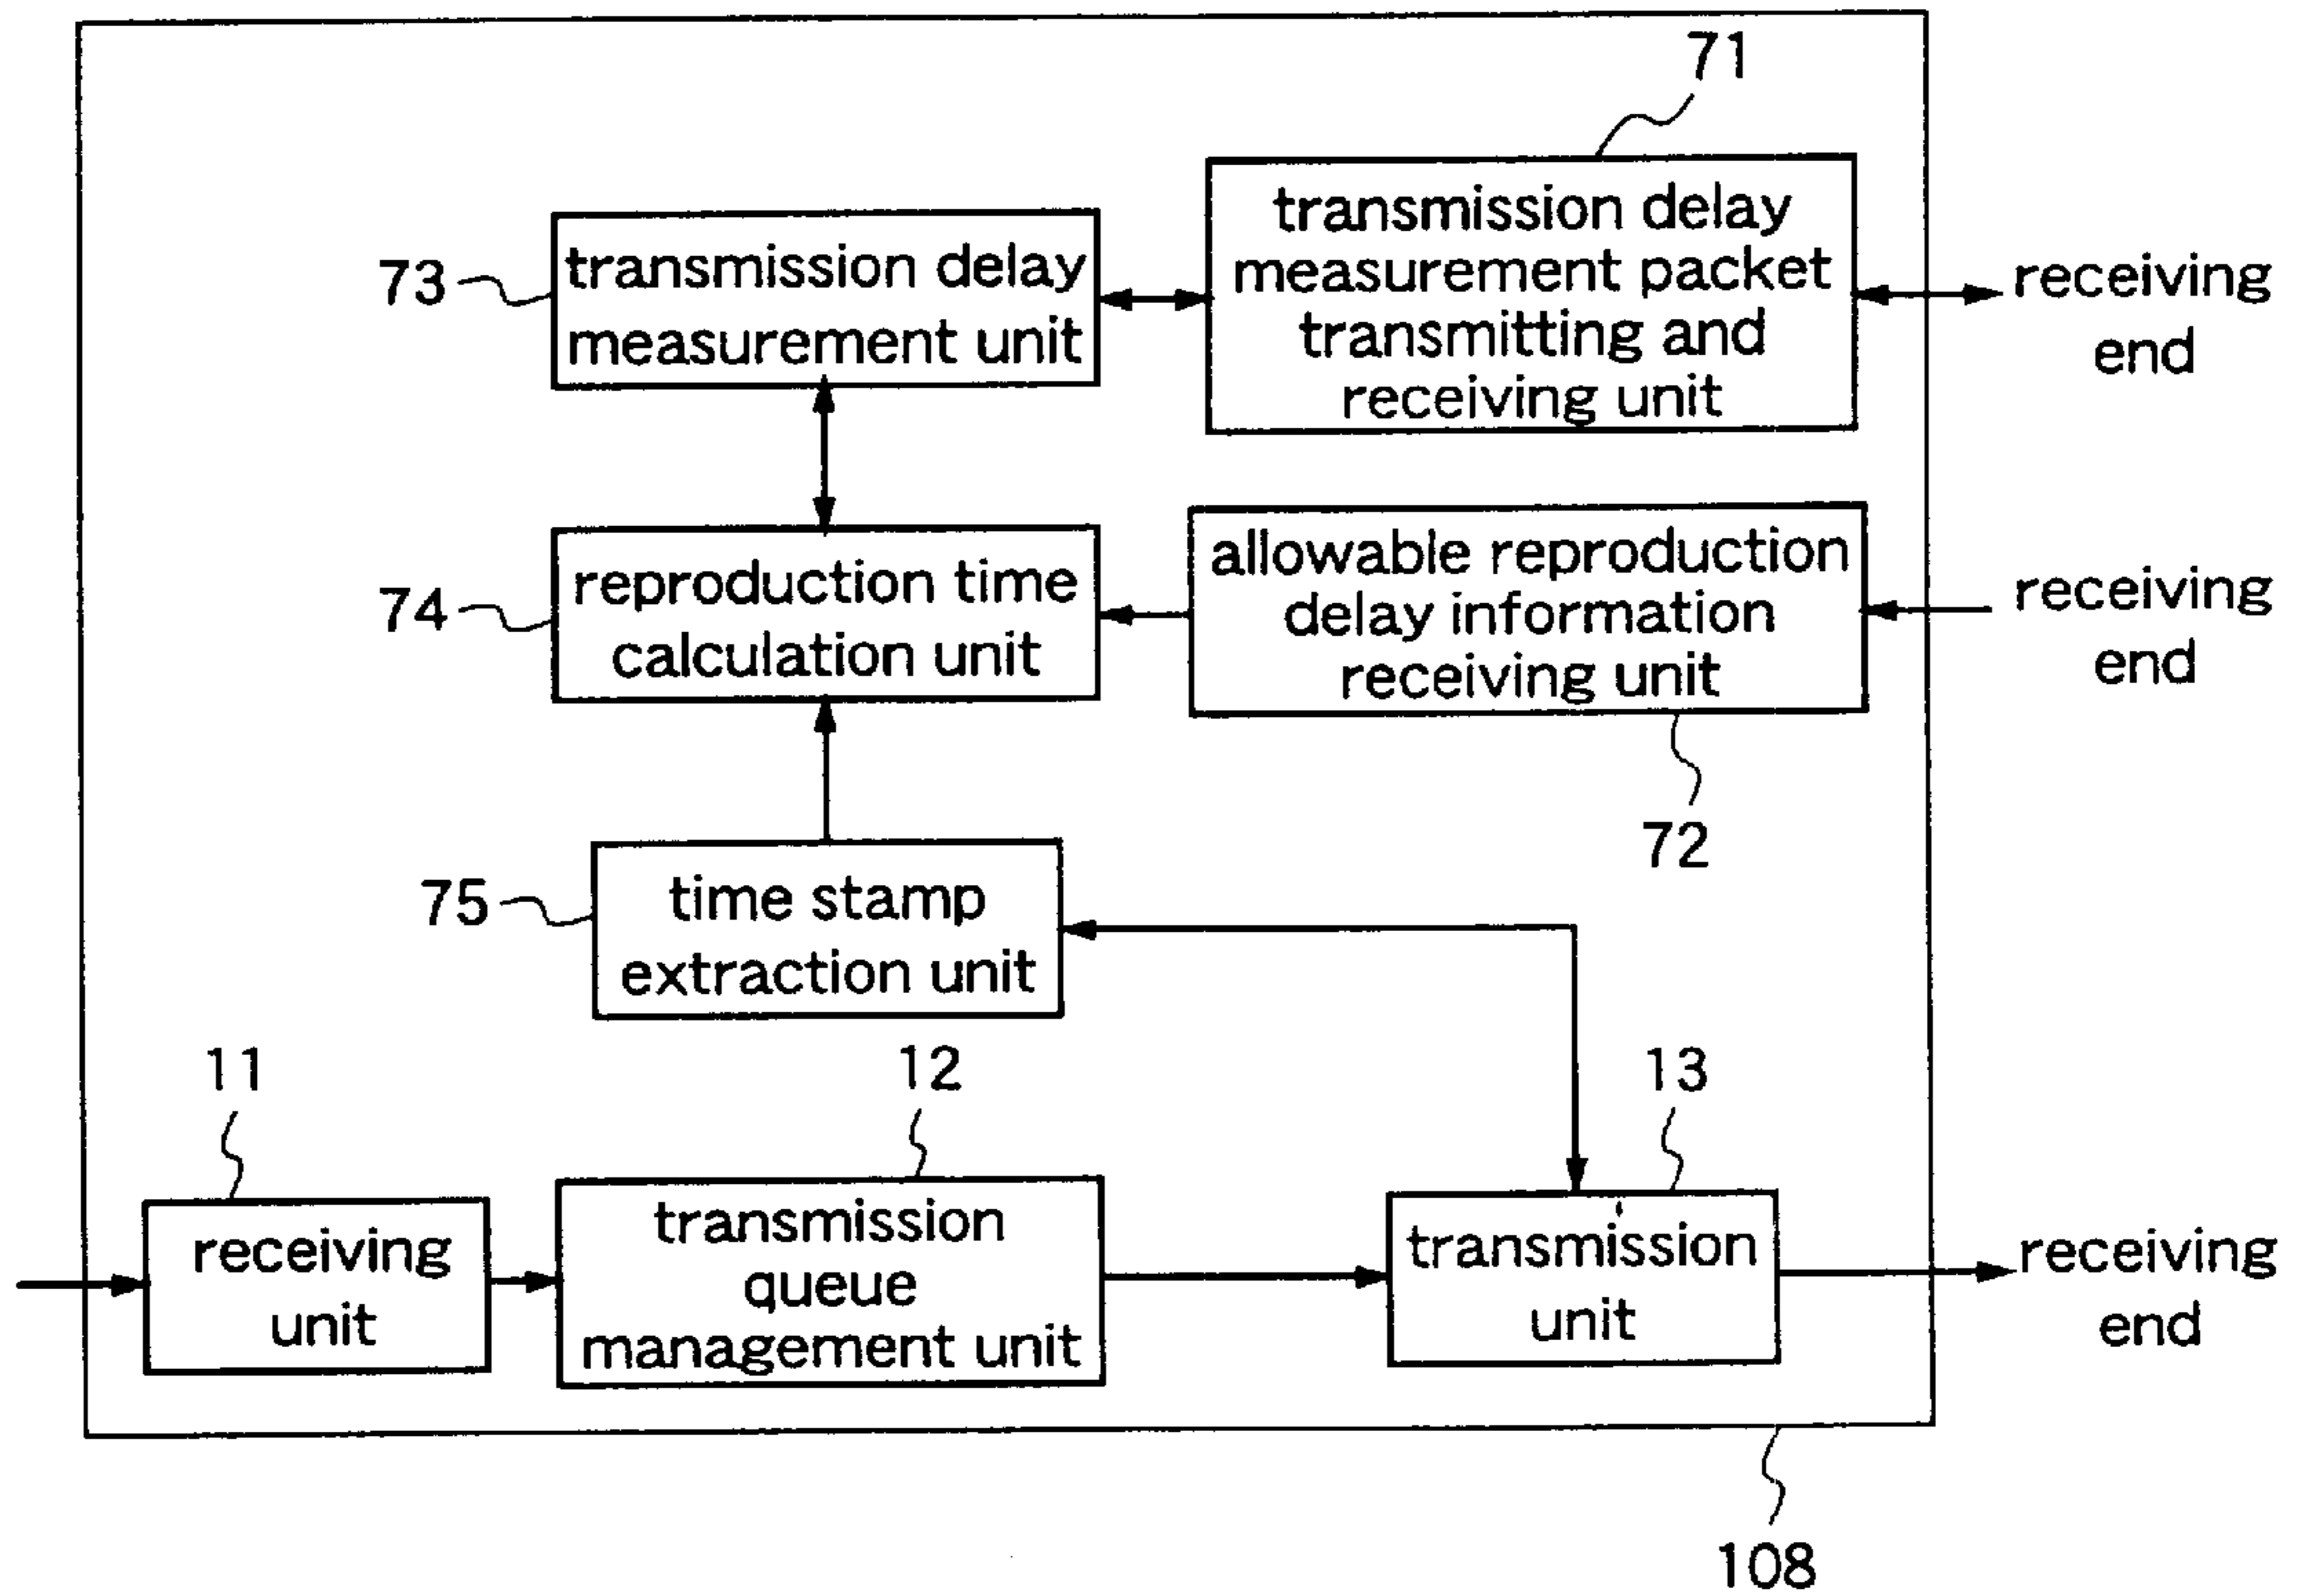 71
transmission delay
measurement packet
transmitting and
receiving unit
73
transmission delay
measurement unit
receiving
end
74
reproduction time
calculation unit
allowable reproduction
delay information
receiving unit
receiving
end
72
75
time stamp
extraction unit
11
12
13
receiving
unit
transmission
queue
management unit
transmission
unit
receiving
end
108